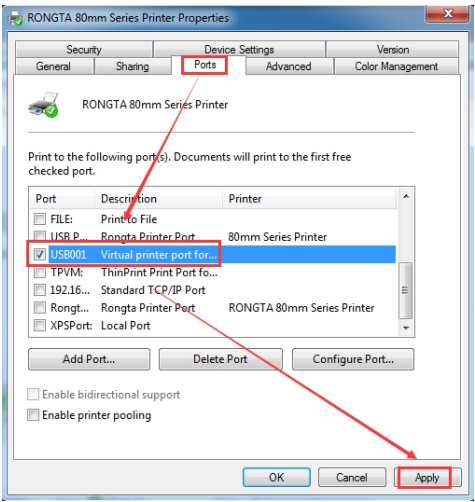 RONGTA 80mm Series Printer Properties
Security Device Settings Version
General Sharing Ports Advanced Color Management
RONGTA 80mm Series Printer
Print to the following port(s). Documents will print to the first free
checked port.
Port Description Printer
FILE: Print to File
USB P... Rongta Printer Port 80mm Series Printer
USB001 Virtual printer port for...
TPVM: ThinPrint Print Port fo...
192.16... Standard TCP/IP Port
Rongt... Rongta Printer Port RONGTA 80mm Series Printer
XPSPort: Local Port
Add Port... Delete Port Configure Port...
Enable bidirectional support
Enable printer pooling
OK Cancel Apply